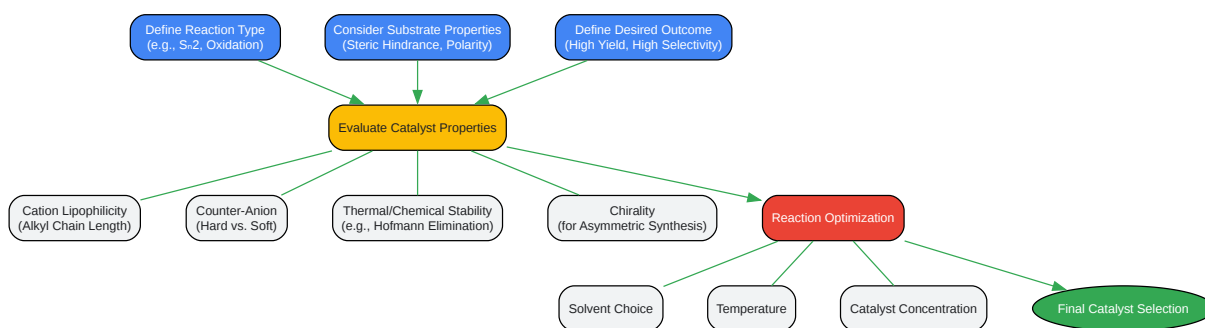 Define Reaction Type
(e.g., Sₙ2, Oxidation)
Consider Substrate Properties
(Steric Hindrance, Polarity)
Define Desired Outcome
(High Yield, High Selectivity)
Evaluate Catalyst Properties
Cation Lipophilicity
(Alkyl Chain Length)
Counter-Anion
(Hard vs. Soft)
Thermal/Chemical Stability
(e.g., Hofmann Elimination)
Chirality
(for Asymmetric Synthesis)
Reaction Optimization
Solvent Choice
Temperature
Catalyst Concentration
Final Catalyst Selection